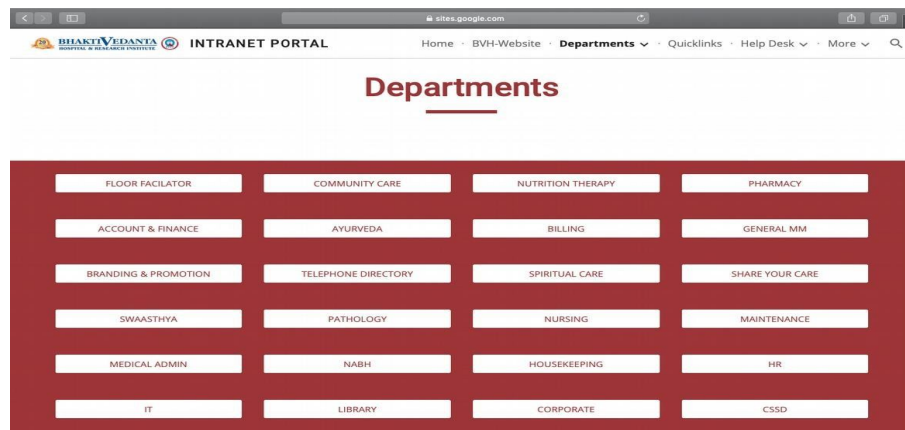 sites.google.com
20 BHAKTIVEDANTA INTRANET PORTAL Home BVH-Website Departments Quicklinks Help Desk More
HOSPITAL & RESEARCH INSTITUTE
Departments
FLOOR FACILATOR COMMUNITY CARE NUTRITION THERAPY PHARMACY
ACCOUNT & FINANCE AYURVEDA BILLING GENERAL MM
BRANDING & PROMOTION TELEPHONE DIRECTORY SPIRITUAL CARE SHARE YOUR CARE
SWAASTHYA PATHOLOGY NURSING MAINTENANCE
MEDICAL ADMIN NABH HOUSEKEEPING HR
IT LIBRARY CORPORATE CSSD